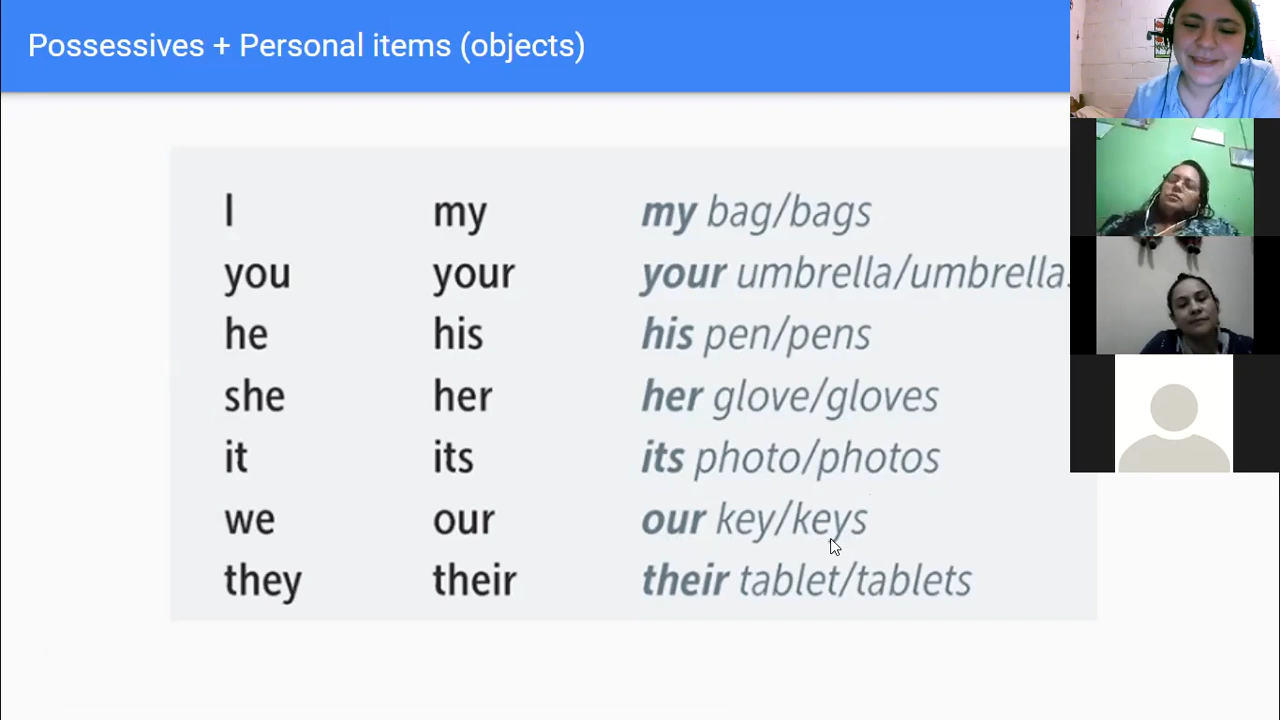 Possessives + Personal items (objects)
I my my bag/bags
you your your umbrella/umbrella
he his his pen/pens
she her her glove/gloves
it its its photo/photos
we our our key/keys
they their their tablet/tablets